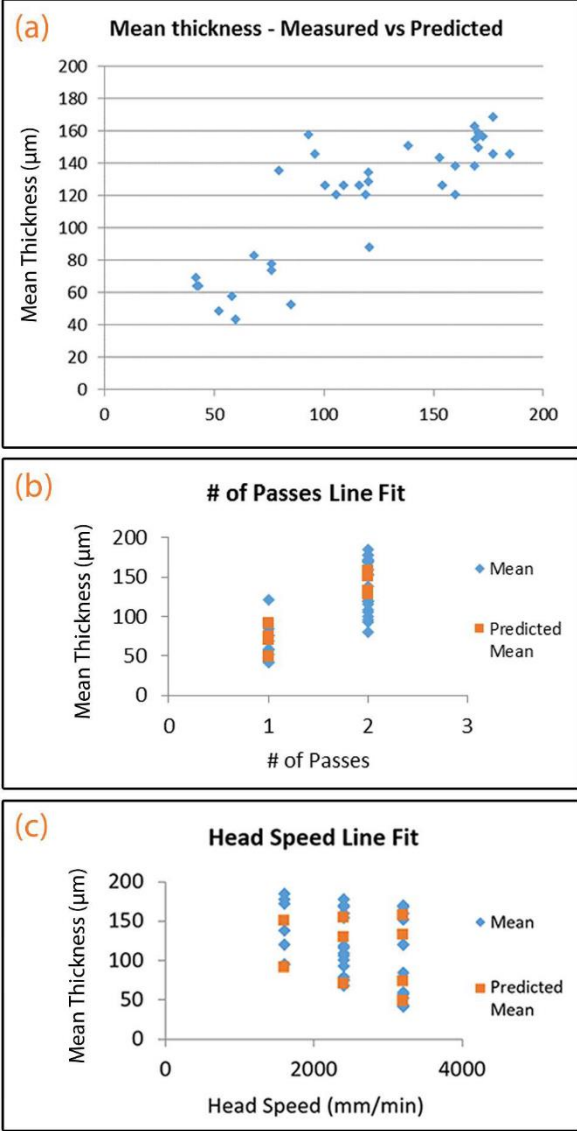 (a)
Mean thickness - Measured vs Predicted
Mean Thickness (μm)
200
180
160
140
120
100
80
60
40
20
0
0 50 100 150 200
(b)
# of Passes Line Fit
Mean Thickness (μm)
200
150
100
50
0
0 1 2 3
# of Passes
Mean
Predicted
Mean
(c)
Head Speed Line Fit
Mean Thickness (μm)
200
150
100
50
0
0 2000 4000
Head Speed (mm/min)
Mean
Predicted
Mean